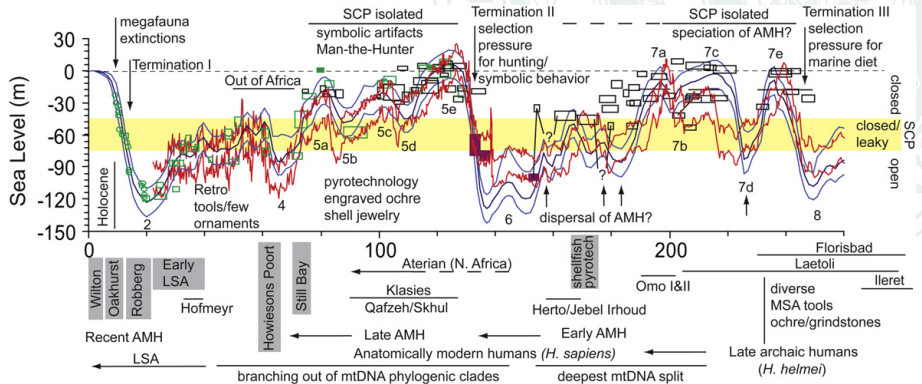 megafauna
extinctions
Termination I
SCP isolated
symbolic artifacts
Man-the-Hunter
Termination II
selection
pressure
for hunting/
symbolic behavior
SCP isolated
speciation of AMH?
Termination III
selection
pressure for
marine diet
Out of Africa
Sea Level (m)
30
0
-30
-60
-90
-120
-150
closed
closed/
leaky
open
SCP
Holocene
2
Retro
tools/few
ornaments
4
5a
5b
5c
5d
5e
pyrotechnology
engraved ochre
shell jewelry
6
?
?
dispersal of AMH?
7a
7b
7c
7d
7e
8
0
100
200
Wilton
Oakhurst
Robberg
Early
LSA
Hofmeyr
Howiesons Poort
Still Bay
Aterian (N. Africa)
Klasies
Qafzeh/Skhul
shellfish
pyrotech
Herto/Jebel Irhoud
Omo I&II
Florisbad
Laetoli
Ileret
diverse
MSA tools
ochre/grindstones
Recent AMH
Late AMH
Early AMH
LSA
Anatomically modern humans (H. sapiens)
Late archaic humans
(H. helmei)
branching out of mtDNA phylogenic clades
deepest mtDNA split